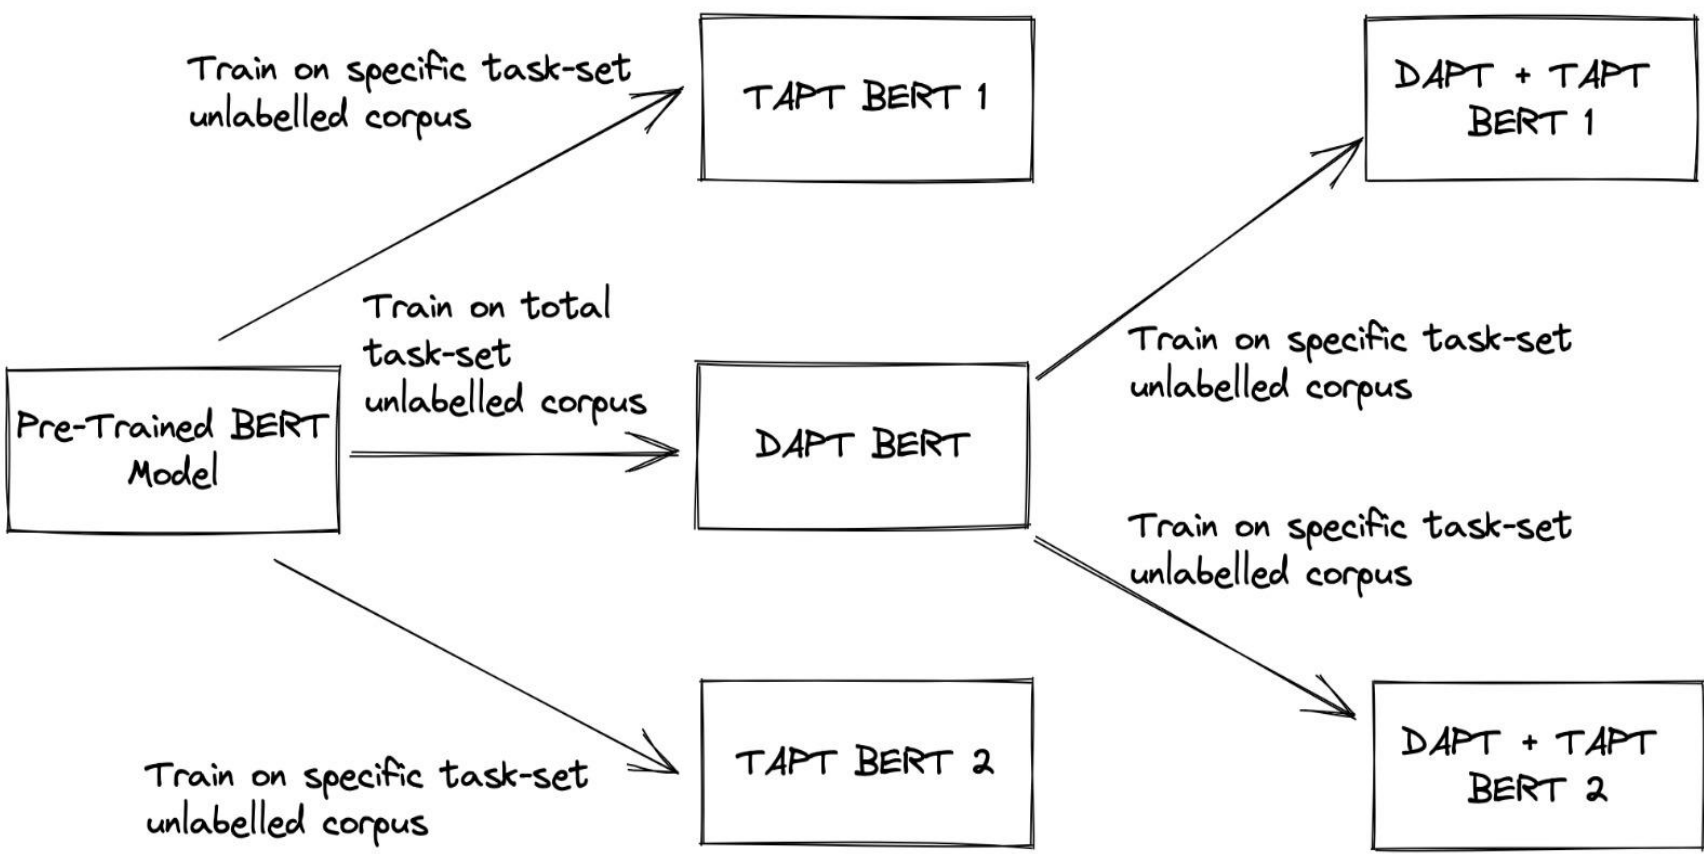 Train on specific task-set
unlabelled corpus
TAPT BERT 1
DAPT + TAPT
BERT 1
Train on total
task-set
unlabelled corpus
Pre-Trained BERT
Model
DAPT BERT
Train on specific task-set
unlabelled corpus
Train on specific task-set
unlabelled corpus
Train on specific task-set
unlabelled corpus
TAPT BERT 2
DAPT + TAPT
BERT 2